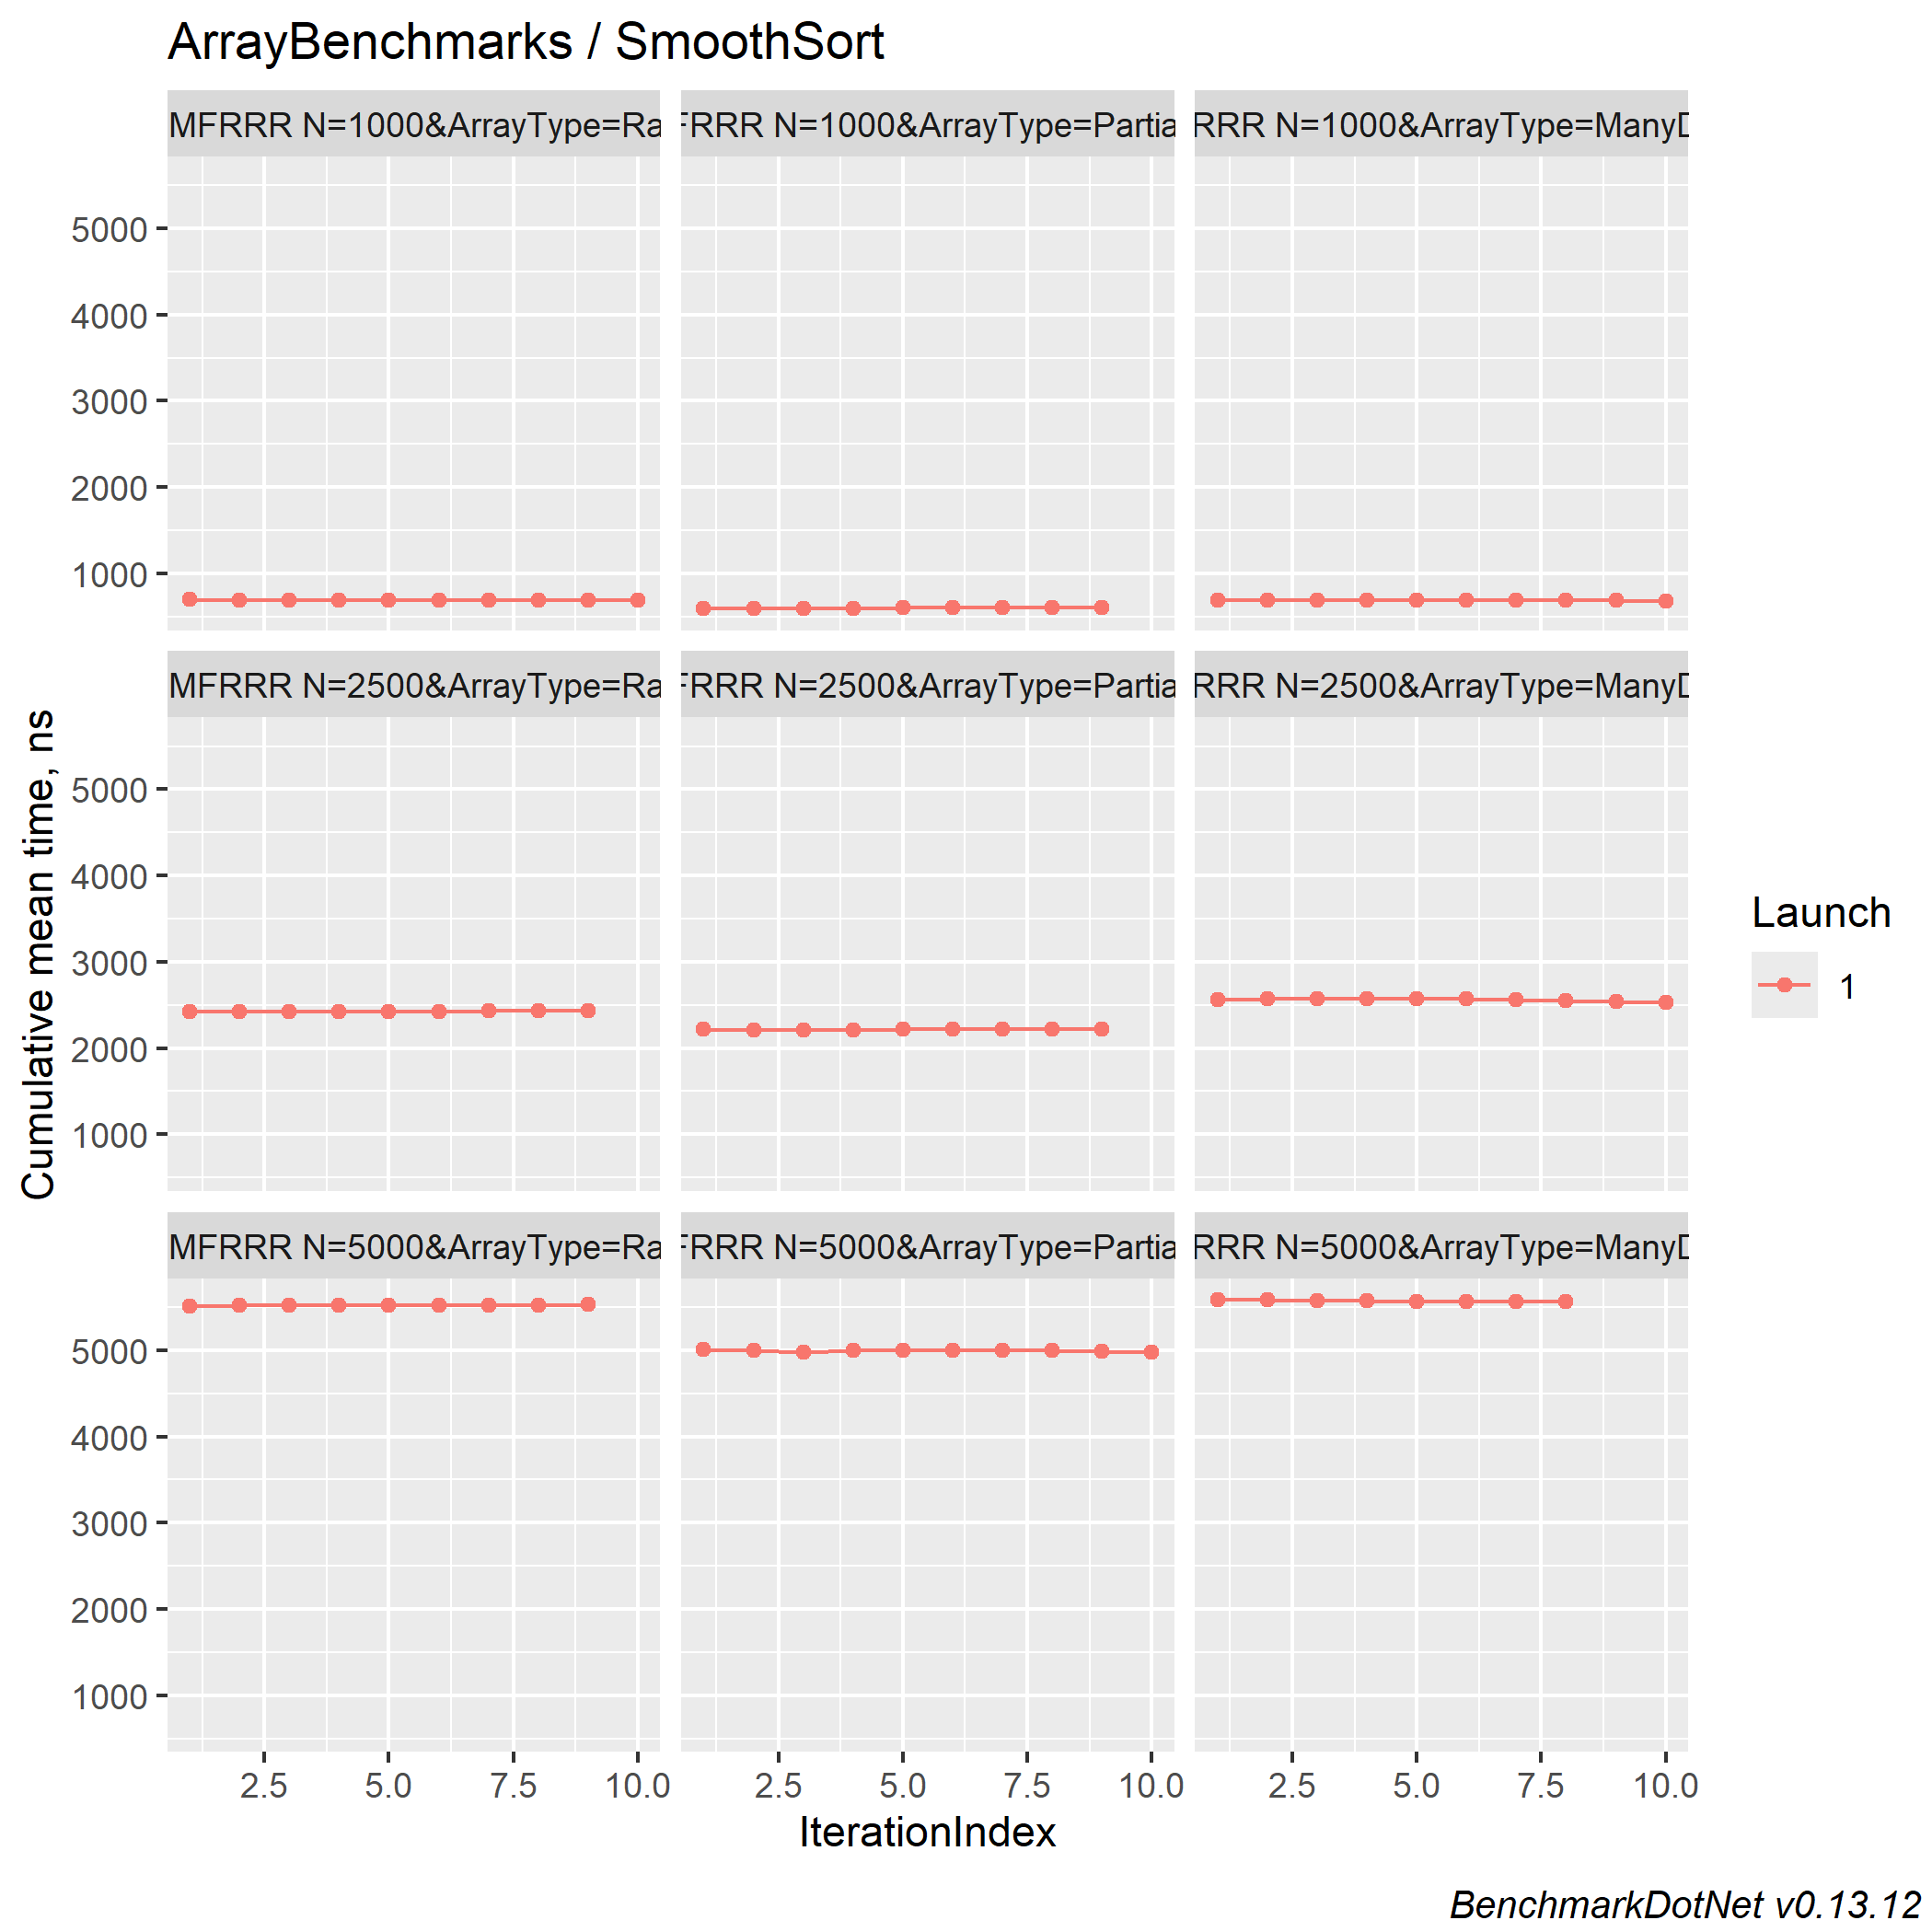 ArrayBenchmarks / SmoothSort
MFRRR N=1000&ArrayType=Ra
FRRR N=1000&ArrayType=Partia
RRR N=1000&ArrayType=ManyD
5000
4000
3000
2000
1000
MFRRR N=2500&ArrayType=Ra
FRRR N=2500&ArrayType=Partia
RRR N=2500&ArrayType=ManyD
5000
4000
3000
2000
1000
Cumulative mean time, ns
Launch
1
MFRRR N=5000&ArrayType=Ra
FRRR N=5000&ArrayType=Partia
RRR N=5000&ArrayType=ManyD
5000
4000
3000
2000
1000
2.5 5.0 7.5 10.0 2.5 5.0 7.5 10.0 2.5 5.0 7.5 10.0
IterationIndex
BenchmarkDotNet v0.13.12